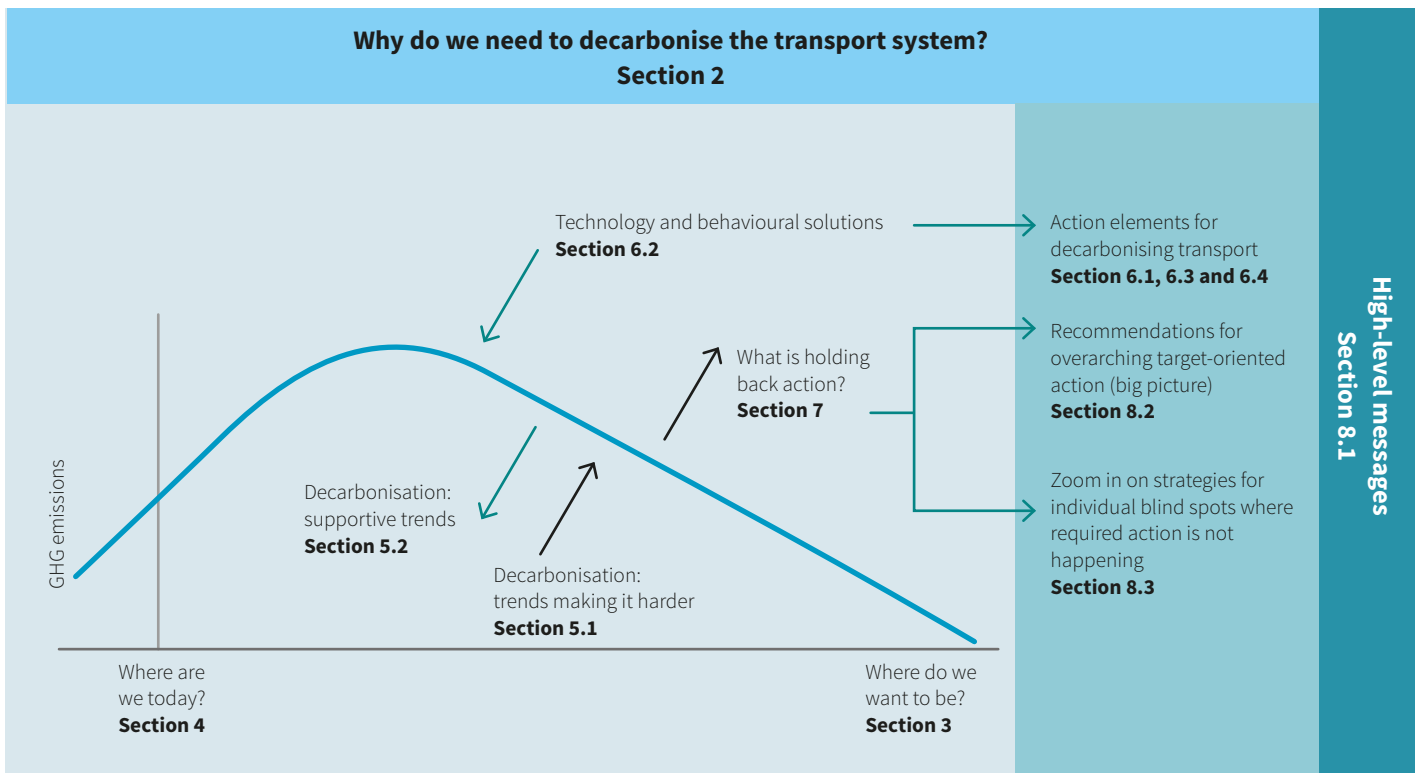 Why do we need to decarbonise the transport system?
Section 2
Technology and behavioural solutions
Section 6.2
Action elements for
decarbonising transport
Section 6.1, 6.3 and 6.4
What is holding
back action?
Section 7
Recommendations for
overarching target-oriented
action (big picture)
Section 8.2
Zoom in on strategies for
individual blind spots where
required action is not
happening
Section 8.3
Decarbonisation:
supportive trends
Section 5.2
Decarbonisation:
trends making it harder
Section 5.1
GHG emissions
Where are
we today?
Section 4
Where do we
want to be?
Section 3
High-level messages
Section 8.1